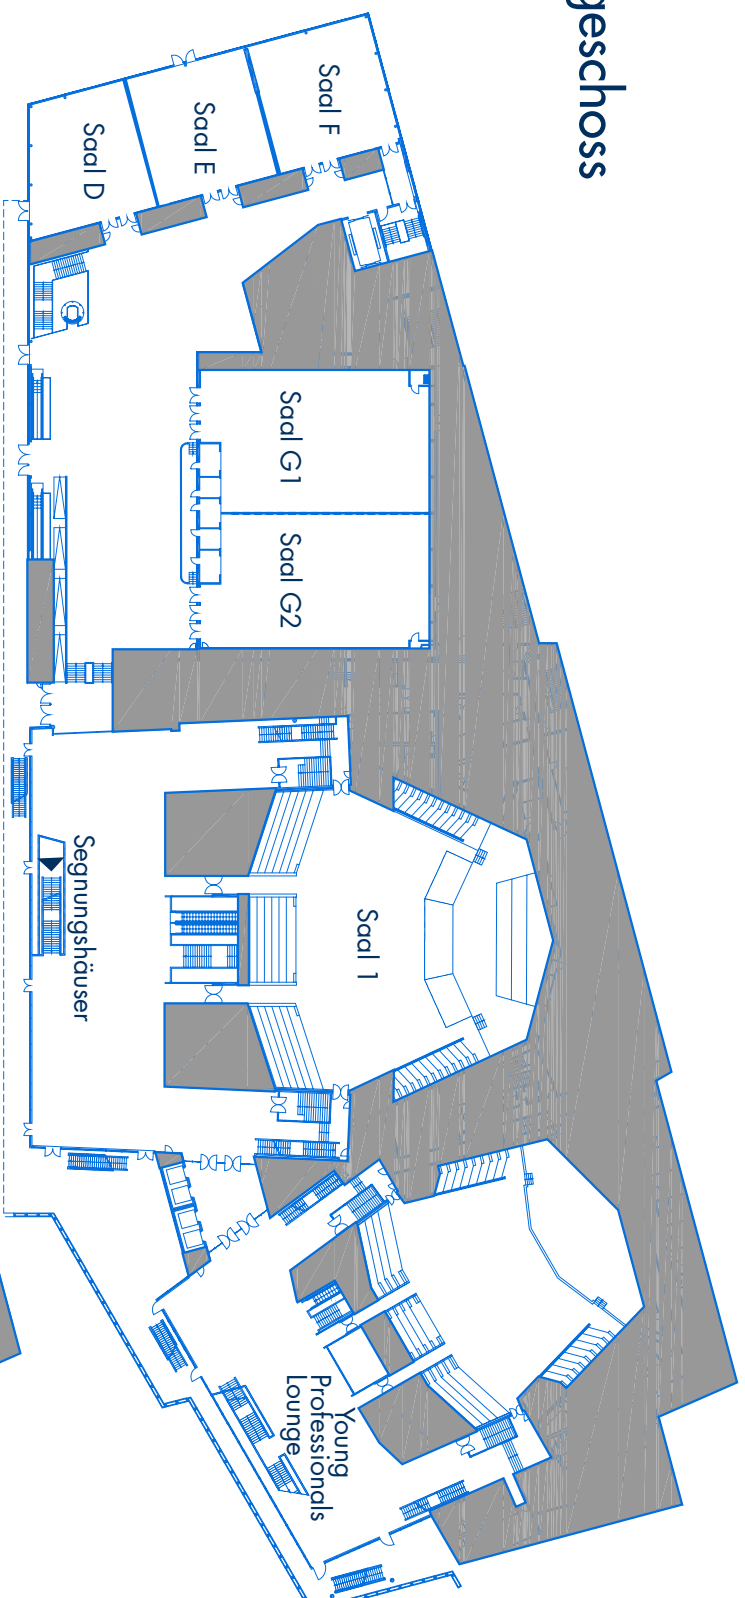 geschoss
Saal F
Saal E
Saal D
Saal G1
Saal G2
Saal 1
Segnungshäuser
Young
Professionals
Lounge